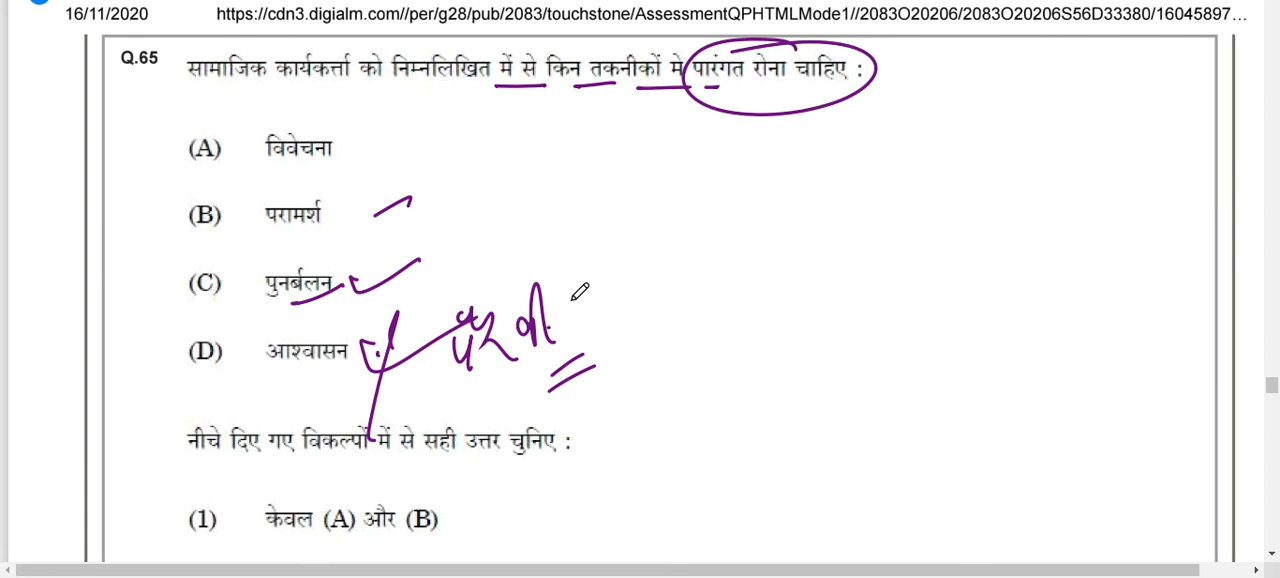 16/11/2020 https://cdn3.digialm.com//per/g28/pub/2083/touchstone/AssessmentQPHTMLMode1//2083O20206/2083O20206S56D33380/16045897…
Q.65 सामाजिक कार्यकर्त्ता को निम्नलिखित में से किन तकनीकों मे पारंगत रोना चाहिए :
(A) विवेचना
(B) परामर्श
(C) पुनर्बलन
(D) आश्वासन
नीचे दिए गए विकल्पों में से सही उत्तर चुनिए :
(1) केवल (A) और (B)